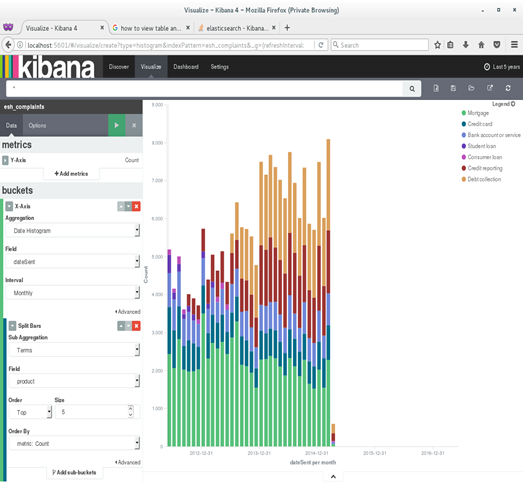 Visualize - Kibana 4 - Mozilla Firefox (Private Browsing)
Visualize - Kibana 4
how to view table an...
elasticsearch - Kibana...
localhost:5601/#/visualize/create?type=histogram&indexPattern=esh_complaints&_g=(refreshInterval:
Search
kibana
Discover
Visualize
Dashboard
Settings
Last 5 years
*
esh_complaints
Data
Options
metrics
Y-Axis
Count
Add metrics
buckets
X-Axis
Aggregation
Date Histogram
Field
dateSent
Interval
Monthly
Advanced
Split Bars
Sub Aggregation
Terms
Field
product
Order
Size
Top
5
Order By
metric: Count
Advanced
Add sub-buckets
9,000
8,000
7,000
6,000
5,000
4,000
3,000
2,000
1,000
0
Count
2012-12-31
2013-12-31
2014-12-31
2015-12-31
2016-12-31
dateSent per month
Legend
Mortgage
Credit card
Bank account or service
Student loan
Consumer loan
Credit reporting
Debt collection